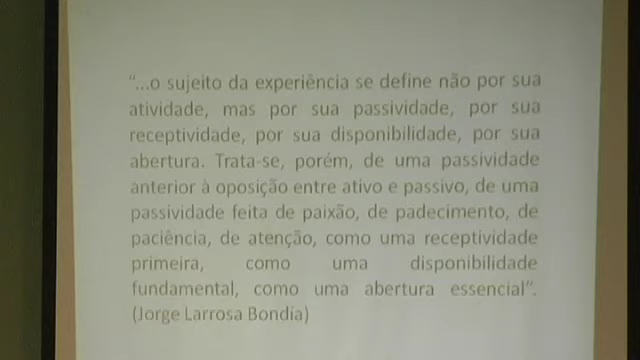 "...o sujeito da experiência se define não por sua
atividade, mas por sua passividade, por sua
receptividade, por sua disponibilidade, por sua
abertura. Trata-se, porém, de uma passividade
anterior à oposição entre ativo e passivo, de uma
passividade feita de paixão, de padecimento, de
paciência, de atenção, como uma receptividade
primeira, como uma disponibilidade
fundamental, como uma abertura essencial".
(Jorge Larrosa Bondía)